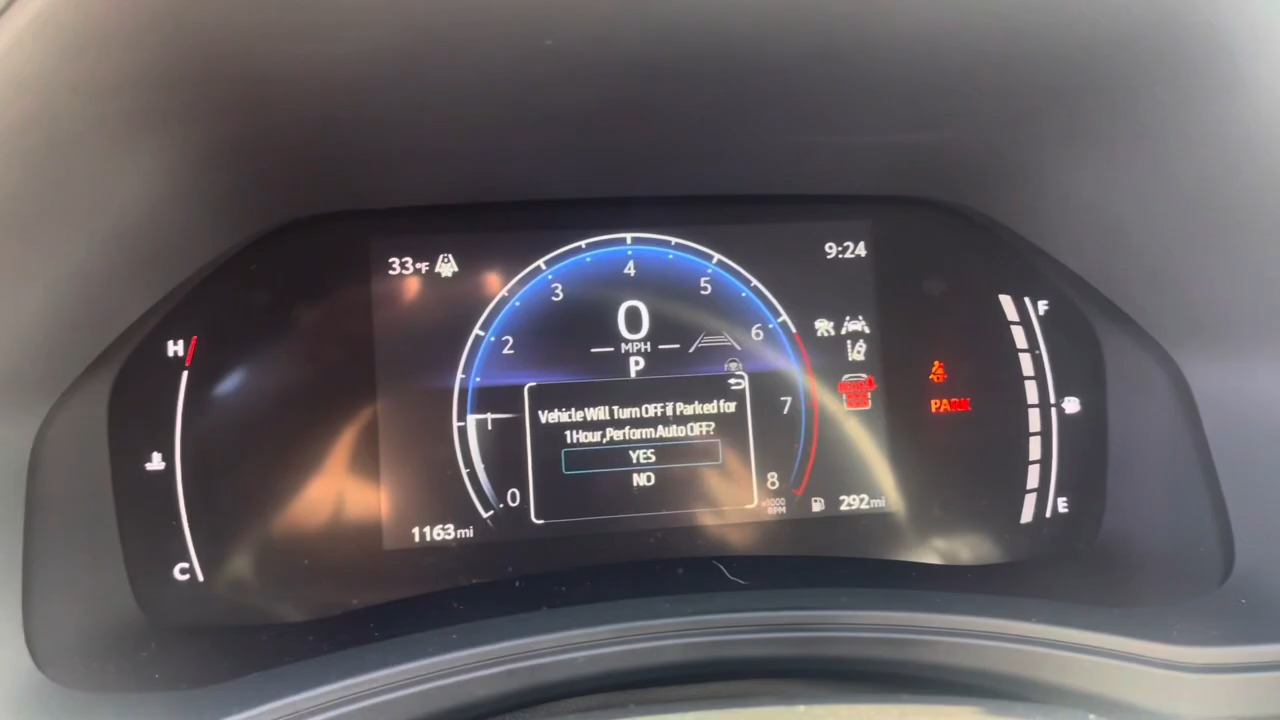 33°F
9:24
4
3
5
2
6
0
MPH
P
H
F
Vehicle Will Turn OFF if Parked for
1 Hour,Perform Auto OFF?
YES
NO
1
7
PARK
0
8
x1000
RPM
292mi
E
1163mi
C